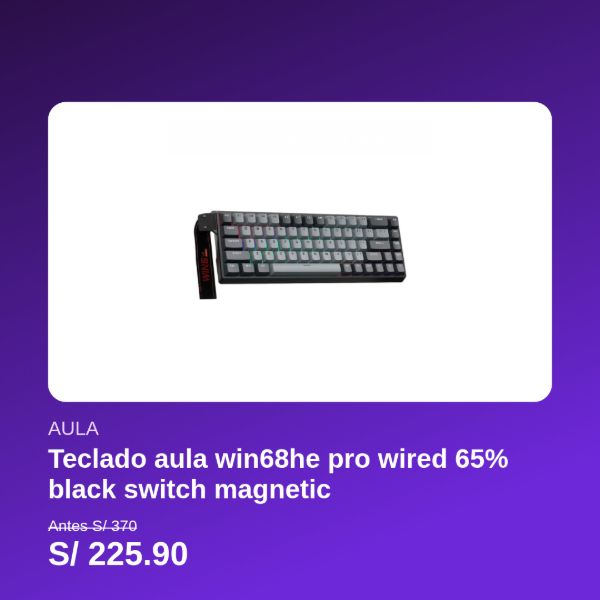 AULA
Teclado aula win68he pro wired 65%
black switch magnetic
Antes S/ 370
S/ 225.90